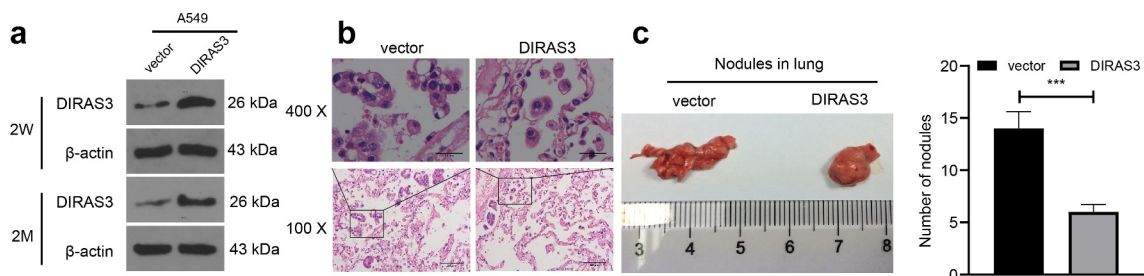 a
A549
vector
DIRAS3
2W
DIRAS3
26 kDa
β-actin
43 kDa
2M
DIRAS3
26 kDa
β-actin
43 kDa
b
vector
DIRAS3
400 X
100 X
c
Nodules in lung
vector
DIRAS3
3 4 5 6 7 8
vector
DIRAS3
***
Number of nodules
20
15
10
5
0